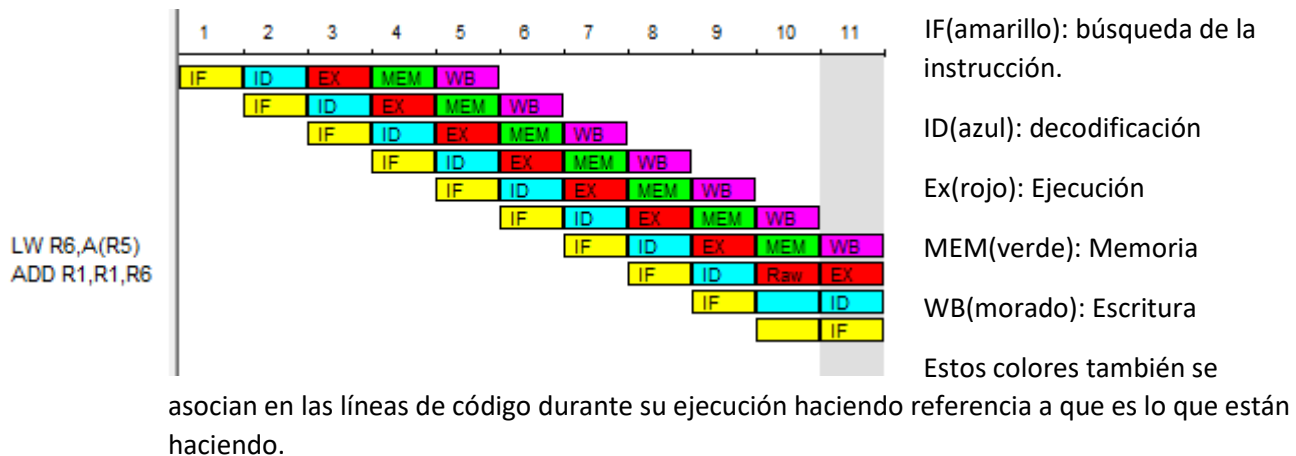 1 2 3 4 5 6 7 8 9 10 11
IF ID EX MEM WB
IF ID EX MEM WB
IF ID EX MEM WB
IF ID EX MEM WB
IF ID EX MEM WB
IF ID EX MEM WB
LW R6,A(R5) IF ID EX MEM WB
ADD R1,R1,R6 IF ID Raw EX
IF ID
IF
IF(amarillo): búsqueda de la
instrucción.
ID(azul): decodificación
Ex(rojo): Ejecución
MEM(verde): Memoria
WB(morado): Escritura
Estos colores también se
asocian en las líneas de código durante su ejecución haciendo referencia a que es lo que están
haciendo.